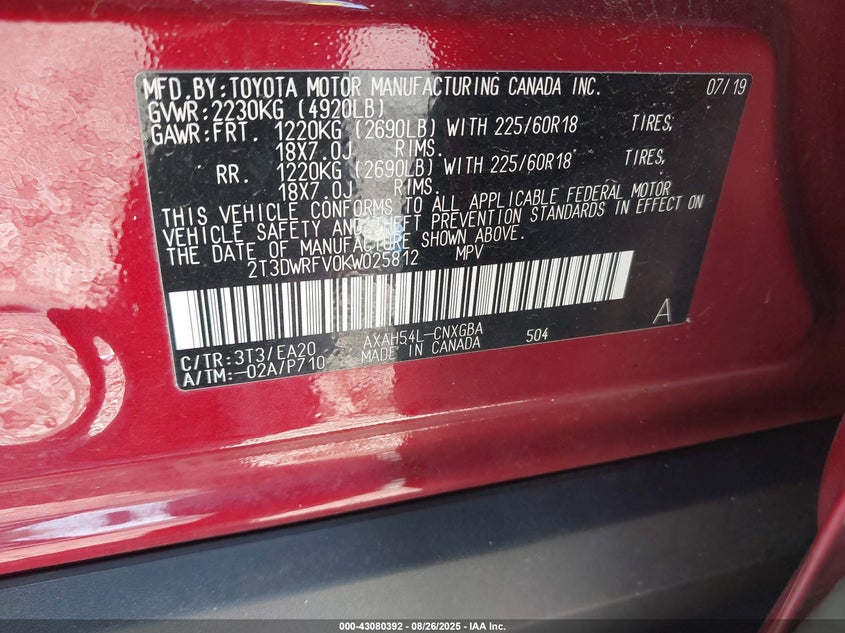 MFD.BY:TOYOTA MOTOR MANUFACTURING CANADA INC. 07/19
GVWR:2230KG (4920LB)
GAWR:FRT. 1220KG (2690LB) WITH 225/60R18 TIRES,
18X7.0J RIMS.
RR. 1220KG (2690LB) WITH 225/60R18 TIRES,
18X7.0J RIMS.
THIS VEHICLE CONFORMS TO ALL APPLICABLE FEDERAL MOTOR
VEHICLE SAFETY AND THEFT PREVENTION STANDARDS IN EFFECT ON
THE DATE OF MANUFACTURE SHOWN ABOVE.
2T3DWRFV0KW025812 MPV
A
C/TR:3T3/EA20 AXAH54L-CNXGBA 504
A/TM:-02A/P710 MADE IN CANADA
000-43080392 - 08/26/2025 - IAA Inc.